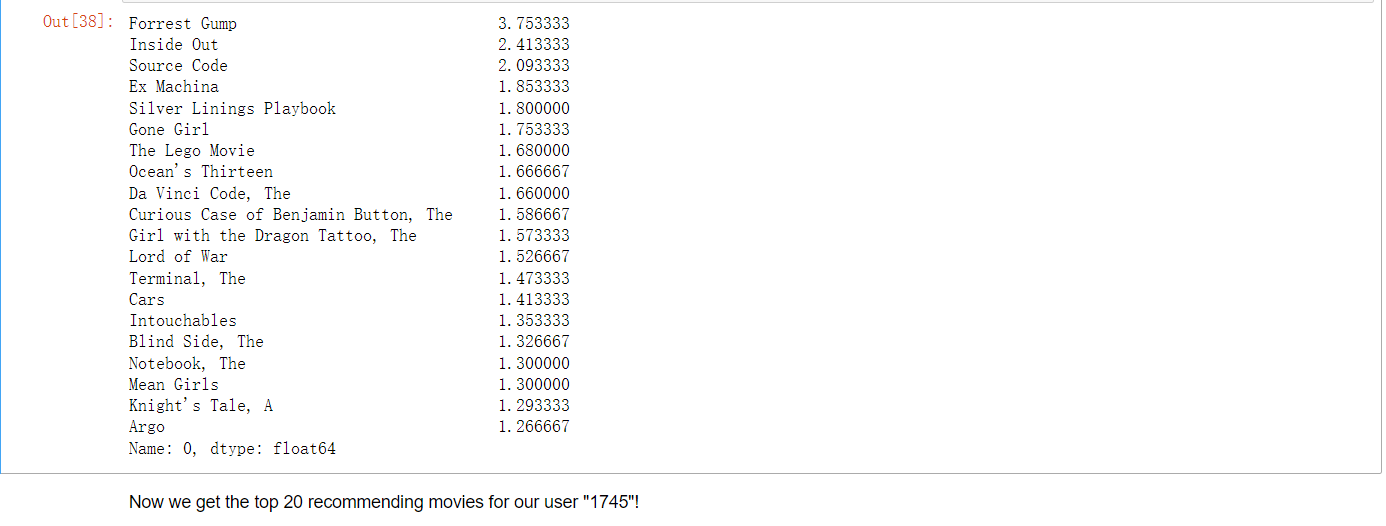 Out[38]: Forrest Gump 3.753333
Inside Out 2.413333
Source Code 2.093333
Ex Machina 1.853333
Silver Linings Playbook 1.800000
Gone Girl 1.753333
The Lego Movie 1.680000
Ocean's Thirteen 1.666667
Da Vinci Code, The 1.660000
Curious Case of Benjamin Button, The 1.586667
Girl with the Dragon Tattoo, The 1.573333
Lord of War 1.526667
Terminal, The 1.473333
Cars 1.413333
Intouchables 1.353333
Blind Side, The 1.326667
Notebook, The 1.300000
Mean Girls 1.300000
Knight's Tale, A 1.293333
Argo 1.266667
Name: 0, dtype: float64
Now we get the top 20 recommending movies for our user "1745"!